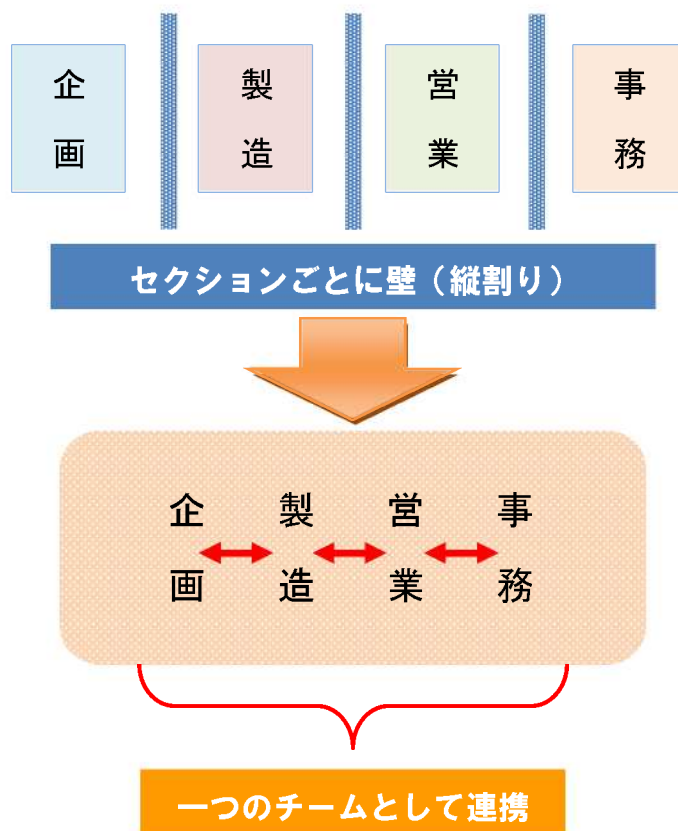 企画
製造
営業
事務
セクションごとに壁（縦割り）
企画
製造
営業
事務
一つのチームとして連携